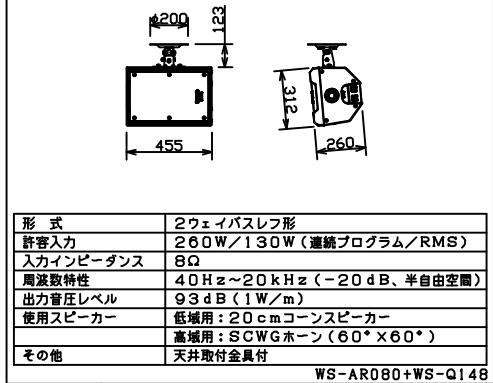 φ200
123
312
455
260
形 式 2ウェイバスレフ形
許容入力 260W/130W(連続プログラム/RMS)
入力インピーダンス 8Ω
周波数特性 40Hz~20kHz(-20dB、半自由空間)
出力音圧レベル 93dB(1W/m)
使用スピーカー 低域用:20cmコーンスピーカー
高域用:SCWGホーン(60°×60°)
その他 天井取付金具付
WS-AR080+WS-Q148